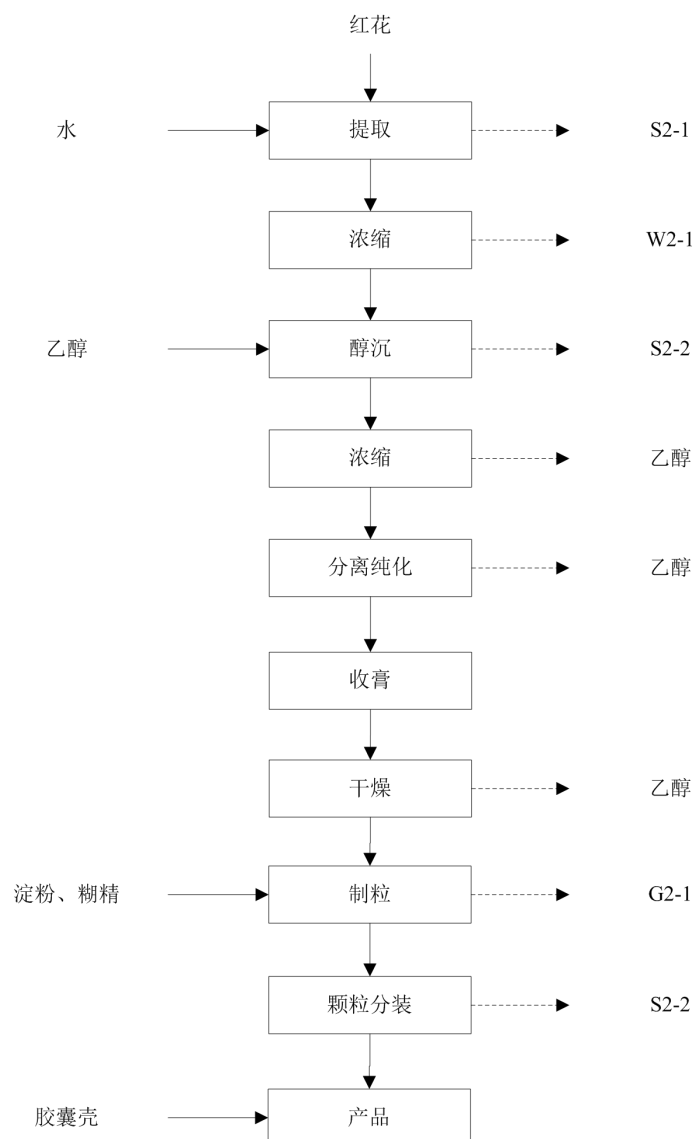 红花
水
提取
S2-1
浓缩
W2-1
乙醇
醇沉
S2-2
浓缩
乙醇
分离纯化
乙醇
收膏
干燥
乙醇
淀粉、糊精
制粒
G2-1
颗粒分装
S2-2
胶囊壳
产品